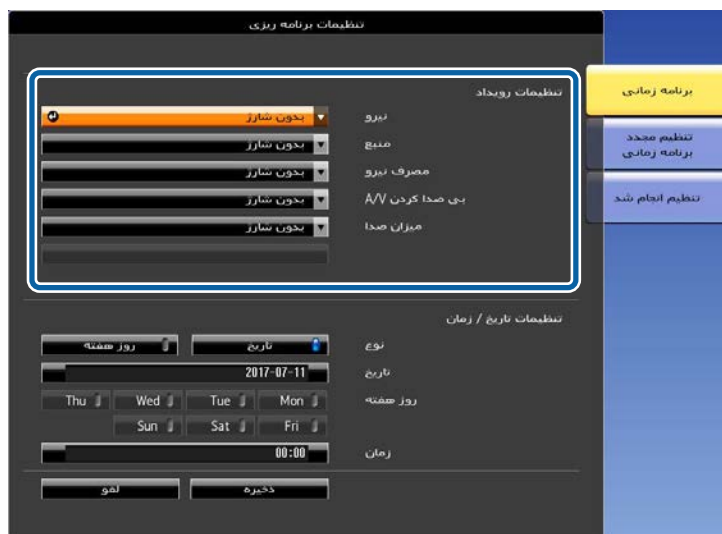 تنظیمات برنامه ریزی
برنامه زمانی
تنظیم مجدد
برنامه زمانی
تنظیم انجام شد
تنظیمات رویداد
نیرو بدون شارژ
منبع بدون شارژ
مصرف نیرو بدون شارژ
بی صدا کردن A/V بدون شارژ
میزان صدا بدون شارژ
تنظیمات تاریخ / زمان
نوع تاریخ روز هفته
تاریخ 2017-07-11
روز هفته Mon Tue Wed Thu
Fri Sat Sun
زمان 00:00
ذخیره لغو